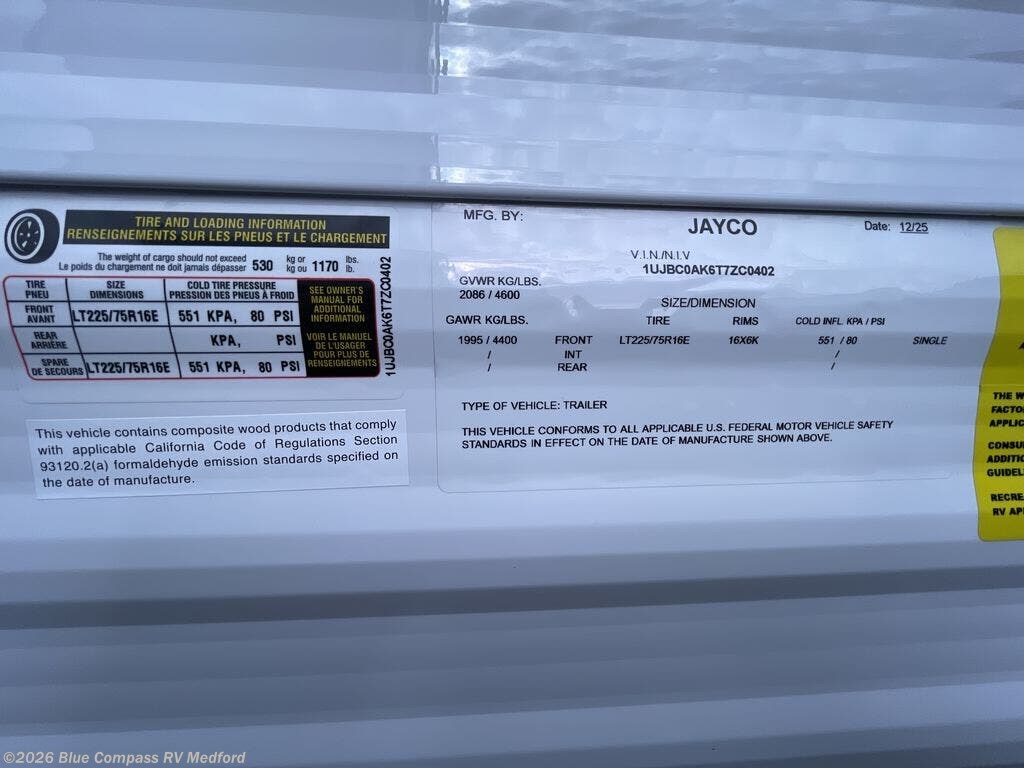 TIRE AND LOADING INFORMATION
RENSEIGNEMENTS SUR LES PNEUS ET LE CHARGEMENT
The weight of cargo should not exceed 530 kg or 1170 lbs.
Le poids du chargement ne doit jamais dépasser kg ou lb.
TIRE PNEU SIZE DIMENSIONS COLD TIRE PRESSURE PRESSION DES PNEUS À FROID
FRONT AVANT LT225/75R16E 551 KPA, 80 PSI
REAR ARRIÈRE KPA, PSI
SPARE DE SECOURS LT225/75R16E 551 KPA, 80 PSI
SEE OWNER'S
MANUAL FOR
ADDITIONAL
INFORMATION
VOIR LE MANUEL
DE L'USAGER
POUR PLUS DE
RENSEIGNEMENTS
1UJBC0AK6T7ZC0402
This vehicle contains composite wood products that comply
with applicable California Code of Regulations Section
93120.2(a) formaldehyde emission standards specified on
the date of manufacture.
MFG. BY: JAYCO Date: 12/25
V.I.N./N.I.V
1UJBC0AK6T7ZC0402
GVWR KG/LBS.
2086 / 4600
SIZE/DIMENSION
GAWR KG/LBS. TIRE RIMS COLD INFL. KPA / PSI
1995 / 4400 FRONT LT225/75R16E 16X6K 551 / 80 SINGLE
/ INT /
/ REAR /
TYPE OF VEHICLE: TRAILER
THIS VEHICLE CONFORMS TO ALL APPLICABLE U.S. FEDERAL MOTOR VEHICLE SAFETY
STANDARDS IN EFFECT ON THE DATE OF MANUFACTURE SHOWN ABOVE.
THE W
FACTO
APPLIC
CONSU
ADDITIO
GUIDEL
RECRE
RV AP
©2026 Blue Compass RV Medford